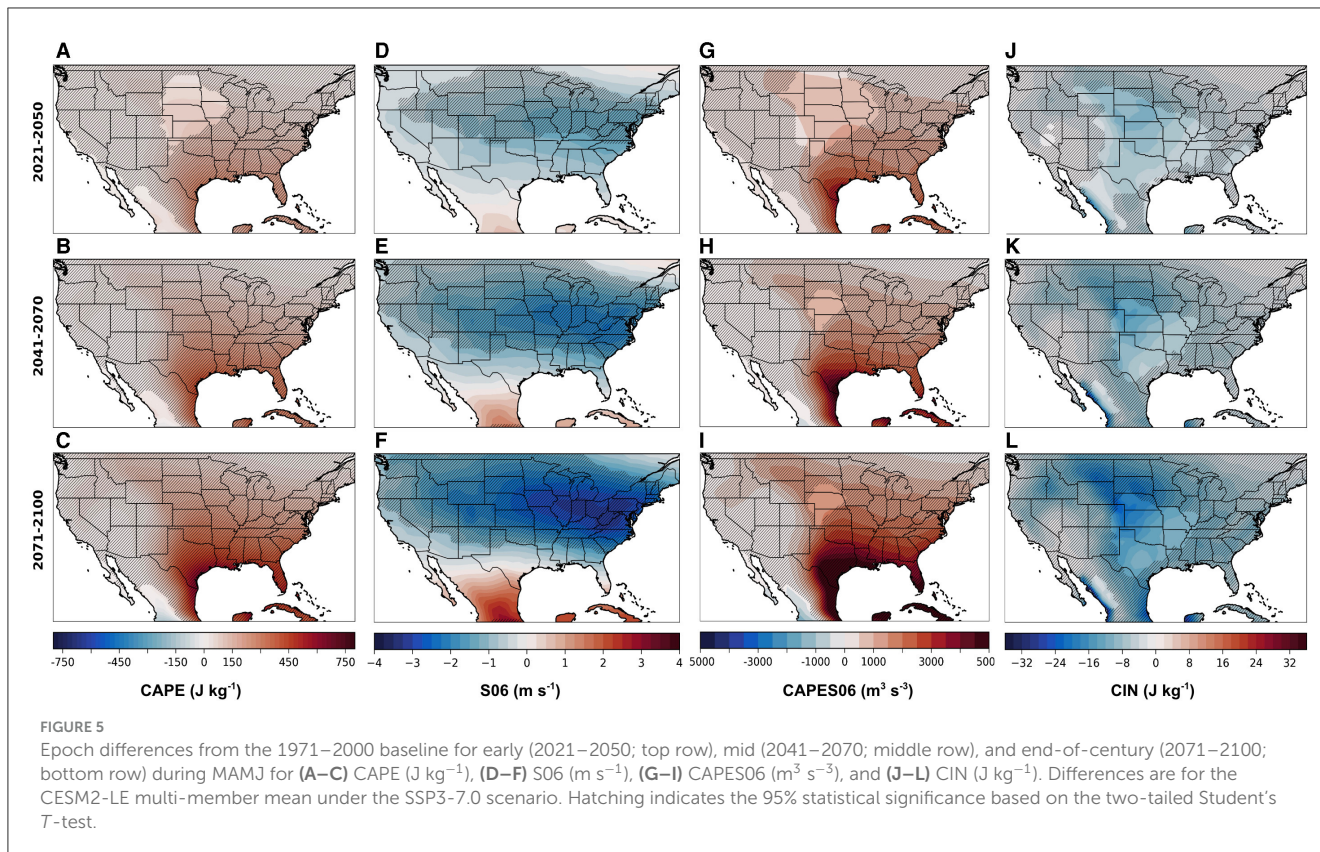 A
D
G
J
2021-2050
B
E
H
K
2041-2070
C
F
I
L
2071-2100
-750 -450 -150 0 150 450 750
CAPE (J kg⁻¹)
−4 −3 −2 −1 0 1 2 3 4
S06 (m s⁻¹)
5000 -3000 -1000 0 1000 3000 500
CAPES06 (m³ s⁻³)
−32 −24 −16 −8 0 8 16 24 32
CIN (J kg⁻¹)
FIGURE 5
Epoch differences from the 1971–2000 baseline for early (2021–2050; top row), mid (2041–2070; middle row), and end-of-century (2071–2100;
bottom row) during MAMJ for (A–C) CAPE (J kg⁻¹), (D–F) S06 (m s⁻¹), (G–I) CAPES06 (m³ s⁻³), and (J–L) CIN (J kg⁻¹). Differences are for the
CESM2-LE multi-member mean under the SSP3-7.0 scenario. Hatching indicates the 95% statistical significance based on the two-tailed Student's
T-test.